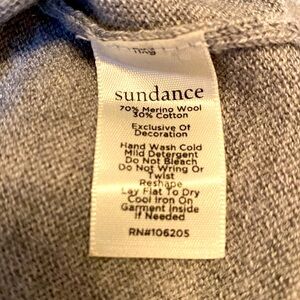 sundance
70% Merino Wool
30% Cotton
Exclusive Of
Decoration
Hand Wash Cold
Mild Detergent
Do Not Bleach
Do Not Wring Or
Twist
Reshape
Lay Flat To Dry
Cool Iron On
Garment Inside
If Needed
RN#106205